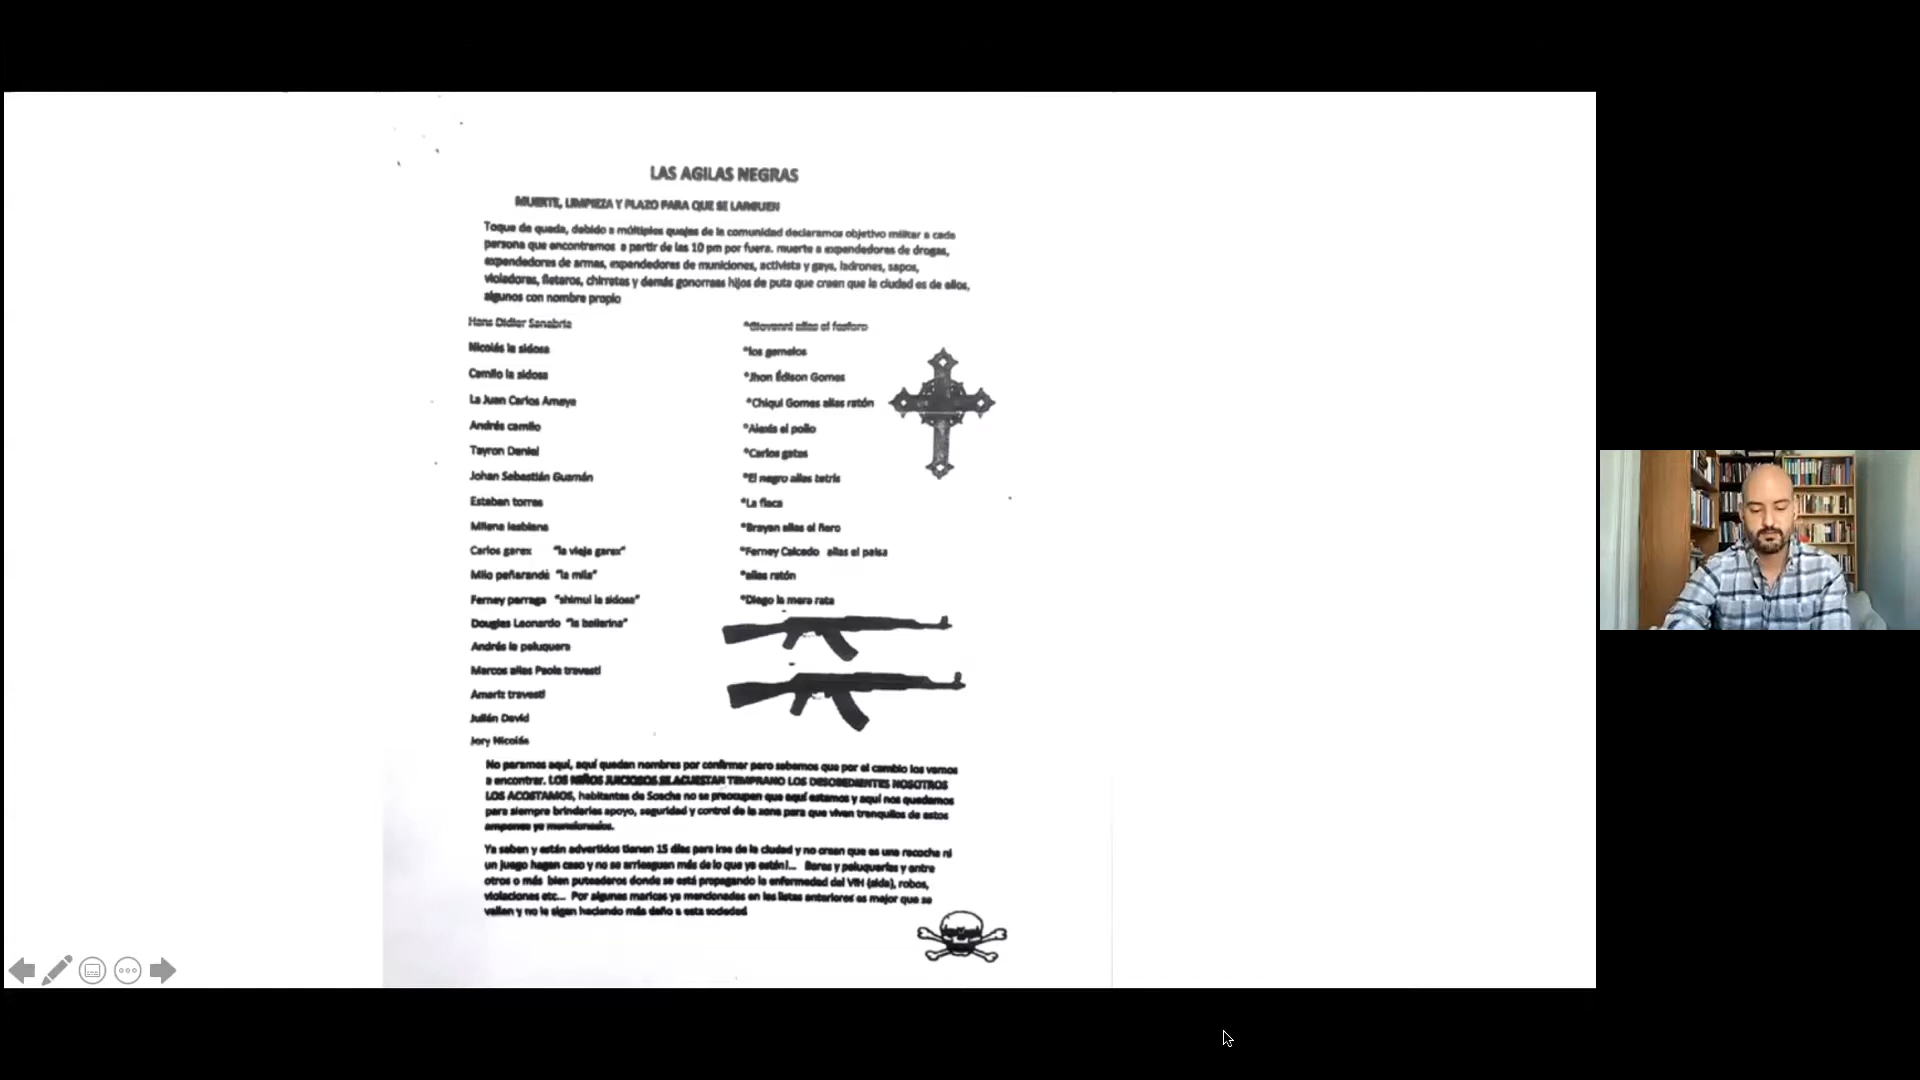 LAS AGILAS NEGRAS
MUERTE, LIMPIEZA Y PLAZO PARA QUE SE LARGUEN
Toque de queda, debido a múltiples quejas de la comunidad declaramos objetivo militar a cada
persona que encontremos a partir de las 10 pm por fuera. muerte a expendedores de drogas,
expendedores de armas, expendedores de municiones, activista y gays, ladrones, sapos,
violadores, fleteros, chirretes y demás gonorreas hijos de puta que creen que la ciudad es de ellos,
algunos con nombre propio
Hans Didier Sanabria
Nicolás la sidosa
Camilo la sidosa
La Juan Carlos Amaya
Andrés camilo
Tayron Daniel
Johan Sebastián Guzmán
Esteban torres
Milena lesbiana
Carlos garex "la vieja garex"
Milo peñaranda "la mila"
Ferney parraga "shimul la sidosa"
Douglas Leonardo "la bailarina"
Andrés la peluquera
Marcos alias Paola travesti
travesti
Julián David
Jory Nicolás
*Giovanni alias el fosforo
*los gemelos
*Jhon Édison Gomes
*Chiqui Gomes alias ratón
*Alexis el pollo
*Carlos gatas
*El negro alias tetris
*La flaca
*Brayan alias el ñero
*Ferney Caicedo alias el paisa
*alias ratón
*Diego la mera rata
No paramos aquí, aquí quedan nombres por confirmar pero sabemos que por el cambio los vamos
a encontrar. LOS NIÑOS JUICIOSOS SE ACUESTAN TEMPRANO LOS DESOBEDIENTES NOSOTROS
LOS ACOSTAMOS, habitantes de Soacha no se preocupen que aquí estamos y aquí nos quedamos
para siempre brindarles apoyo, seguridad y control de la zona para que vivan tranquilos de estos
ya mencionados.
Ya saben y están advertidos tienen 15 días para irse de la ciudad y no crean que es una recocha ni
un juego hagan caso y no se arriesguen más de lo que ya están!... Bares y peluquerías y entre
otros o más bien puteaderos donde se está propagando la enfermedad del VIH (sida), robos,
violaciones etc... Por algunas maricas ya mencionadas en las listas anteriores es mejor que se
vallan y no le sigan haciendo más daño a esta sociedad